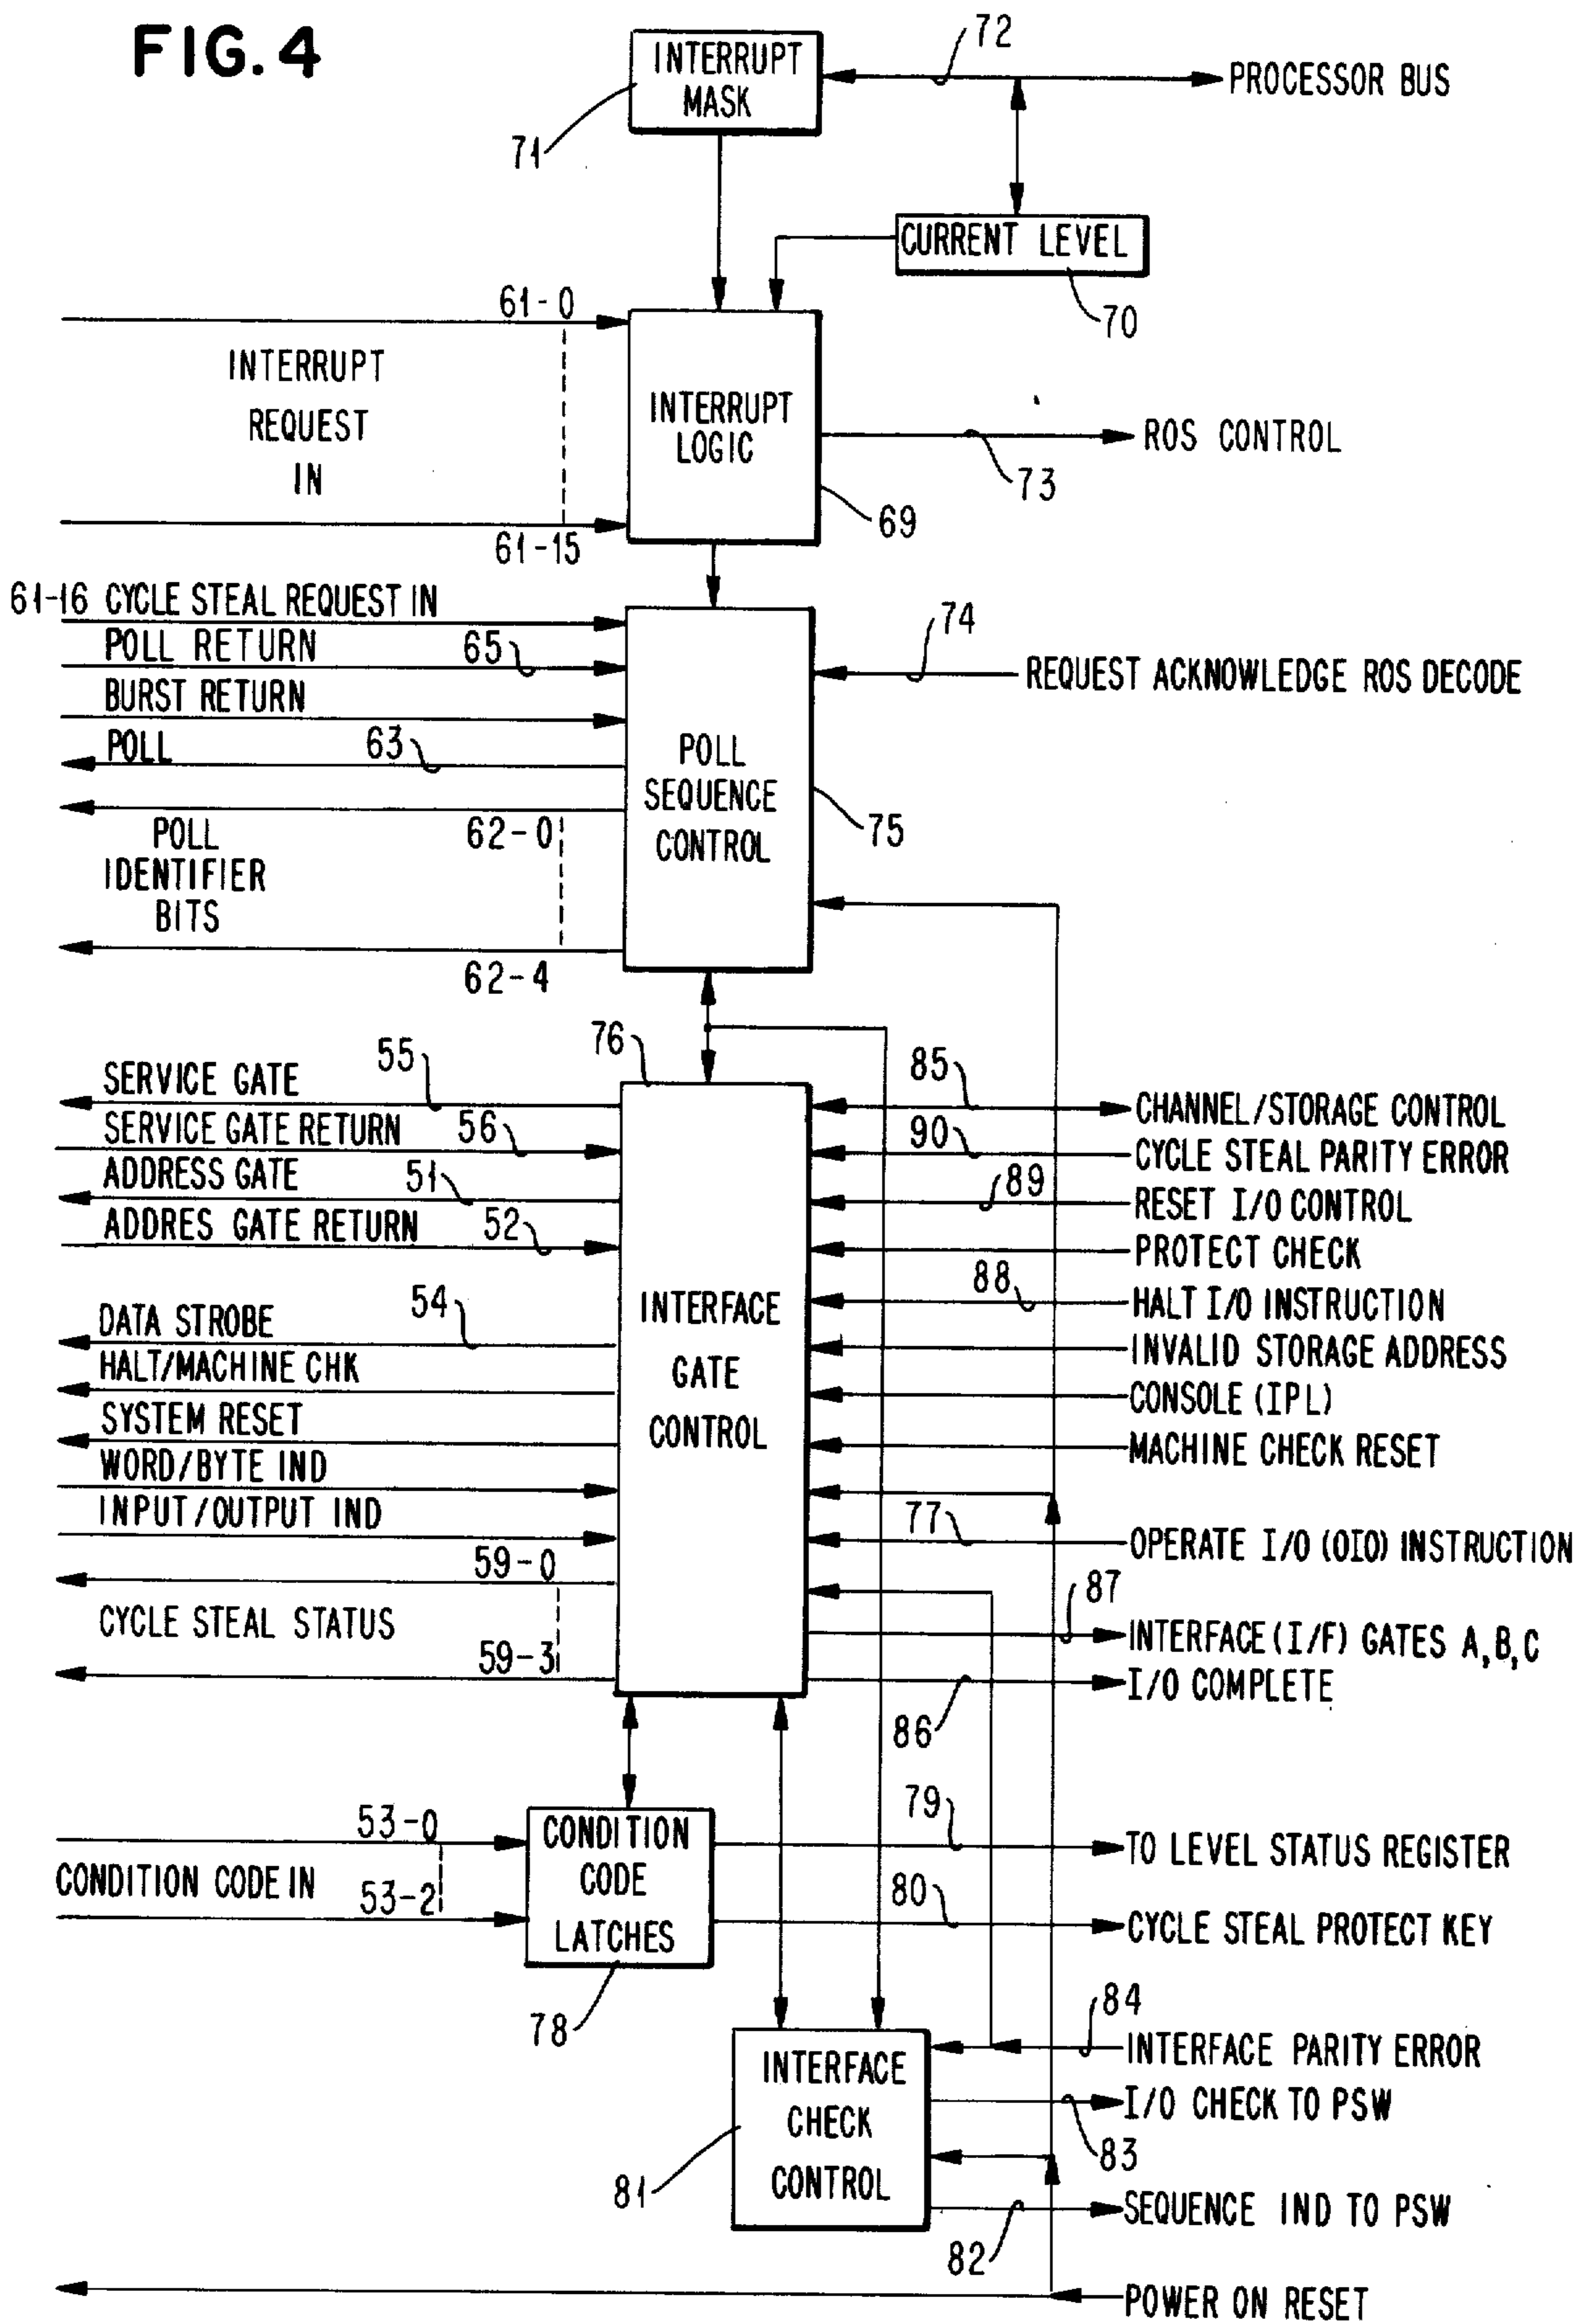 FIG. 4
INTERRUPT
MASK
71
72
PROCESSOR BUS
CURRENT LEVEL
70
61-0
INTERRUPT
REQUEST
IN
61-15
INTERRUPT
LOGIC
69
73
ROS CONTROL
61-16 CYCLE STEAL REQUEST IN
POLL RETURN
65
BURST RETURN
POLL
63
62-0
POLL
IDENTIFIER
BITS
62-4
POLL
SEQUENCE
CONTROL
74
REQUEST ACKNOWLEDGE ROS DECODE
75
76
SERVICE GATE
55
SERVICE GATE RETURN
56
ADDRESS GATE
51
ADDRES GATE RETURN
52
DATA STROBE
54
HALT/MACHINE CHK
SYSTEM RESET
WORD/BYTE IND
INPUT/OUTPUT IND
59-0
CYCLE STEAL STATUS
59-3
INTERFACE
GATE
CONTROL
85
CHANNEL/STORAGE CONTROL
90
CYCLE STEAL PARITY ERROR
89
RESET I/O CONTROL
PROTECT CHECK
88
HALT I/O INSTRUCTION
INVALID STORAGE ADDRESS
CONSOLE (IPL)
MACHINE CHECK RESET
77
OPERATE I/O (OIO) INSTRUCTION
87
INTERFACE (I/F) GATES A,B,C
I/O COMPLETE
86
53-0
CONDITION CODE IN
53-2
CONDITION
CODE
LATCHES
78
79
TO LEVEL STATUS REGISTER
80
CYCLE STEAL PROTECT KEY
INTERFACE
CHECK
CONTROL
81
84
INTERFACE PARITY ERROR
I/O CHECK TO PSW
83
SEQUENCE IND TO PSW
82
POWER ON RESET